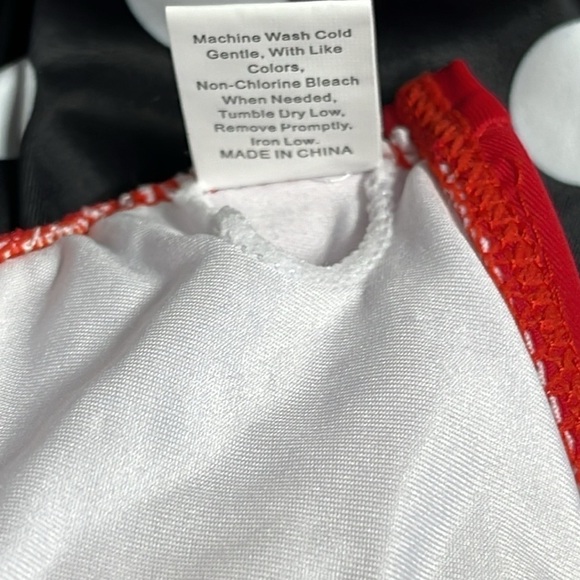 Machine Wash Cold
Gentle, With Like
Colors,
Non-Chlorine Bleach
When Needed,
Tumble Dry Low,
Remove Promptly.
Iron Low.
MADE IN CHINA